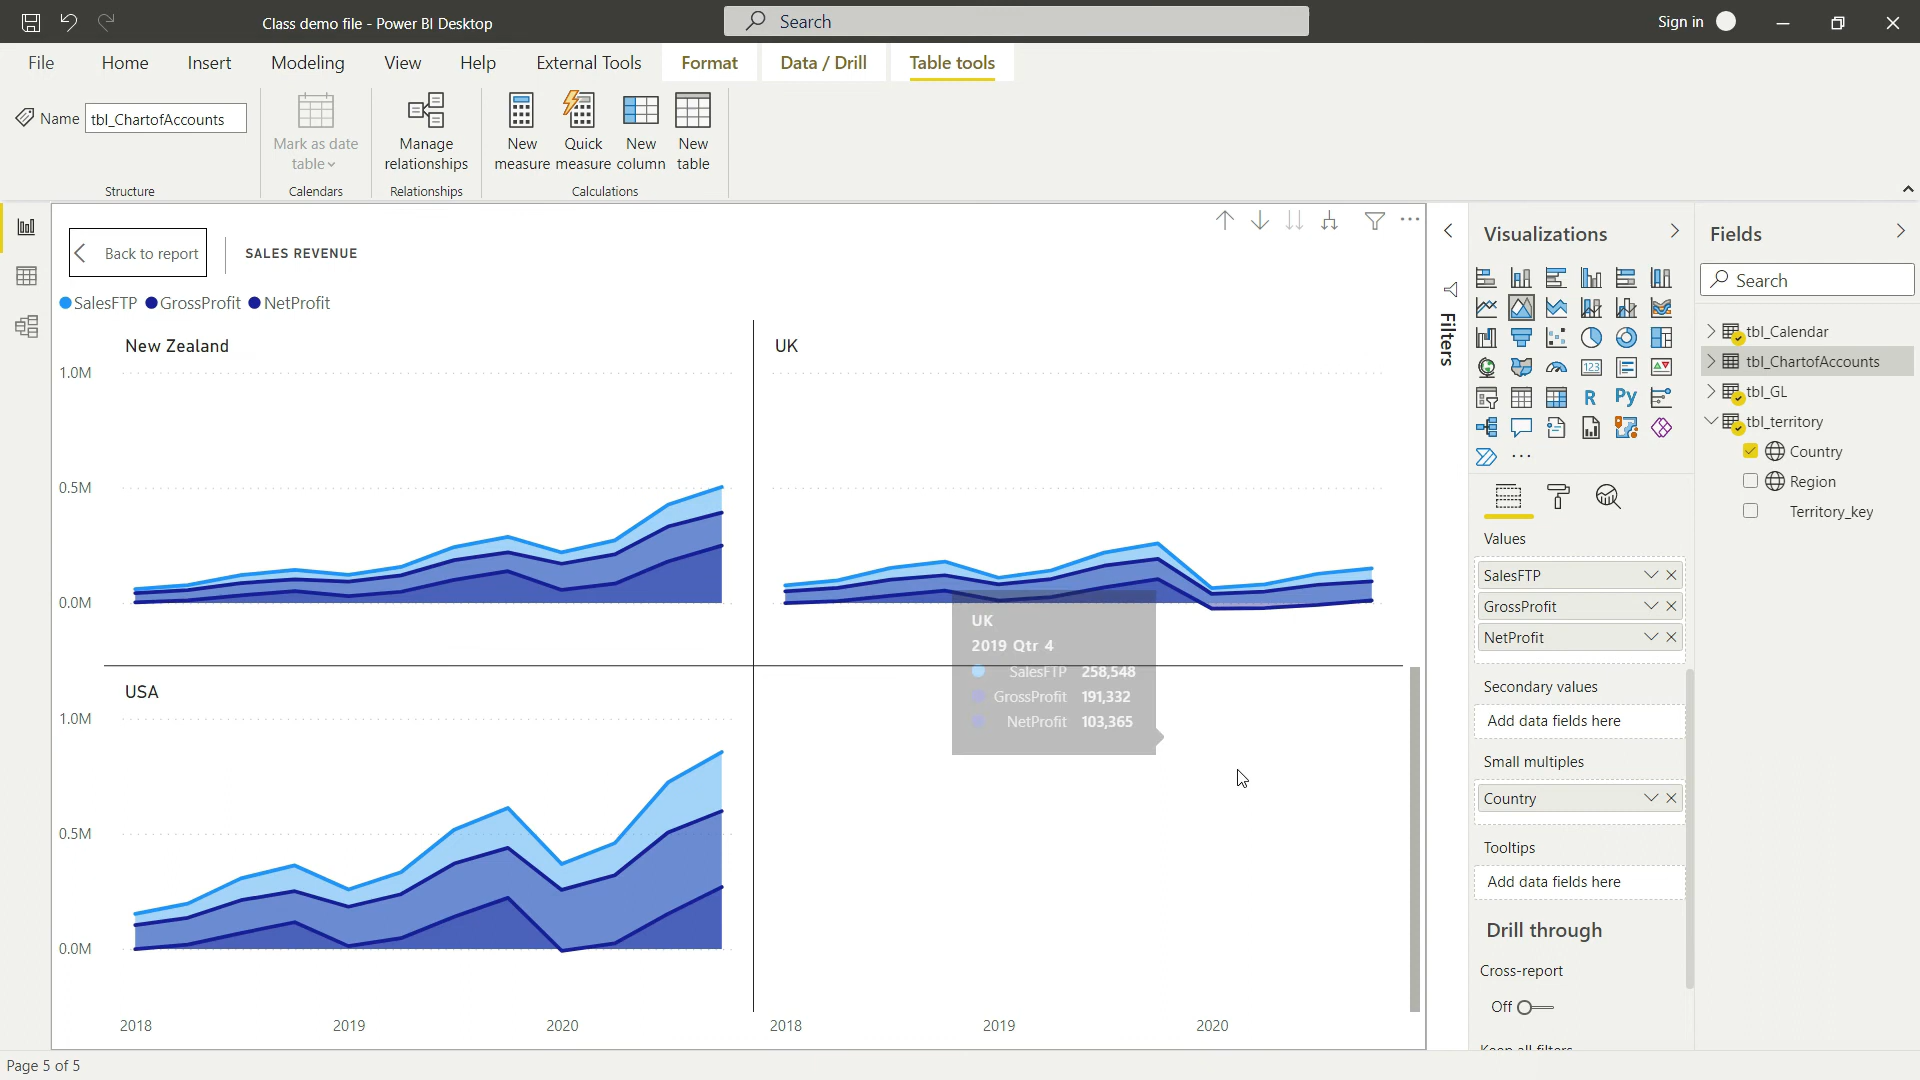 Class demo file - Power BI Desktop
Search
Sign in
File Home Insert Modeling View Help External Tools Format Data / Drill Table tools
Name tbl_ChartofAccounts
Structure
Mark as date
table
Calendars
Manage
relationships
Relationships
New
measure
Quick
measure
New
column
New
table
Calculations
Back to report
SALES REVENUE
SalesFTP GrossProfit NetProfit
New Zealand
1.0M
0.5M
0.0M
UK
UK
2019 Qtr 4
SalesFTP 258,548
GrossProfit 191,332
NetProfit 103,365
USA
1.0M
0.5M
0.0M
2018 2019 2020
2018 2019 2020
Filters
Visualizations
R
Py
123
Values
SalesFTP
GrossProfit
NetProfit
Secondary values
Add data fields here
Small multiples
Country
Tooltips
Add data fields here
Drill through
Cross-report
Off
Keep all filters
Fields
Search
tbl_Calendar
tbl_ChartofAccounts
tbl_GL
tbl_territory
Country
Region
Territory_key
Page 5 of 5